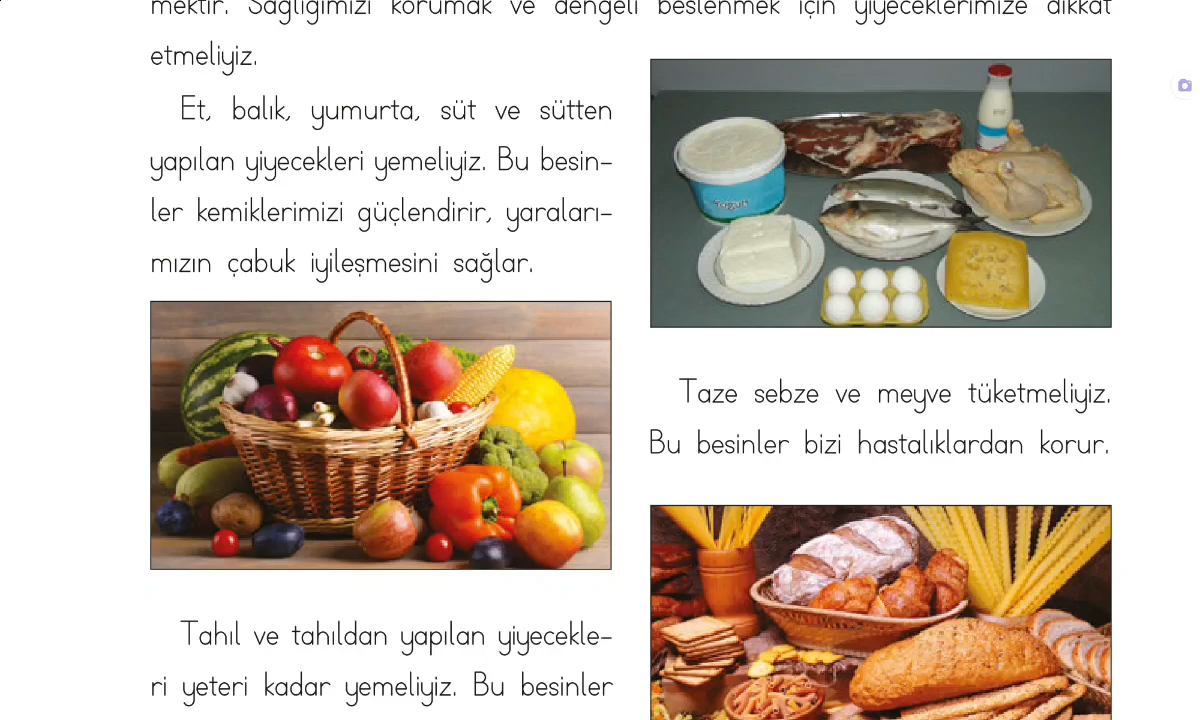 mektir. Sağlığımızı korumak ve dengeli beslenmek için yiyeceklerimize dikkat
etmeliyiz.
Et, balık, yumurta, süt ve sütten
yapılan yiyecekleri yemeliyiz. Bu besin-
ler kemiklerimizi güçlendirir, yaraları-
mızın çabuk iyileşmesini sağlar.
Yoğurt
Taze sebze ve meyve tüketmeliyiz.
Bu besinler bizi hastalıklardan korur.
Tahıl ve tahıldan yapılan yiyecekle-
ri yeteri kadar yemeliyiz. Bu besinler